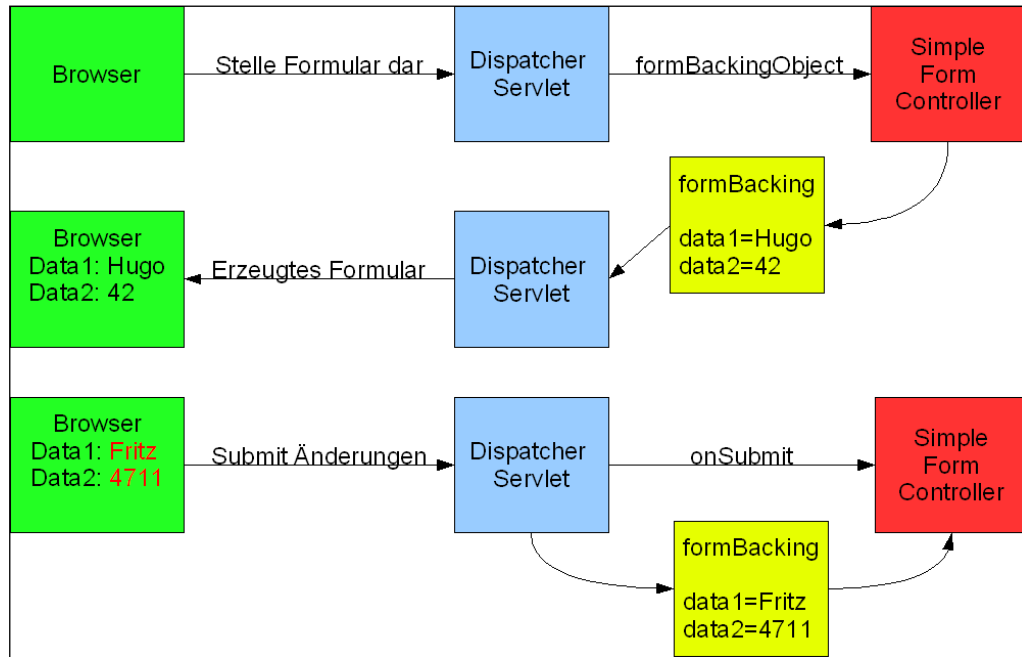 Browser
Stelle Formular dar
Dispatcher
Servlet
formBackingObject
Simple
Form
Controller
formBacking
data1=Hugo
data2=42
Browser
Data1: Hugo
Data2: 42
Erzeugtes Formular
Dispatcher
Servlet
Browser
Data1: Fritz
Data2: 4711
Submit Änderungen
Dispatcher
Servlet
onSubmit
Simple
Form
Controller
formBacking
data1=Fritz
data2=4711